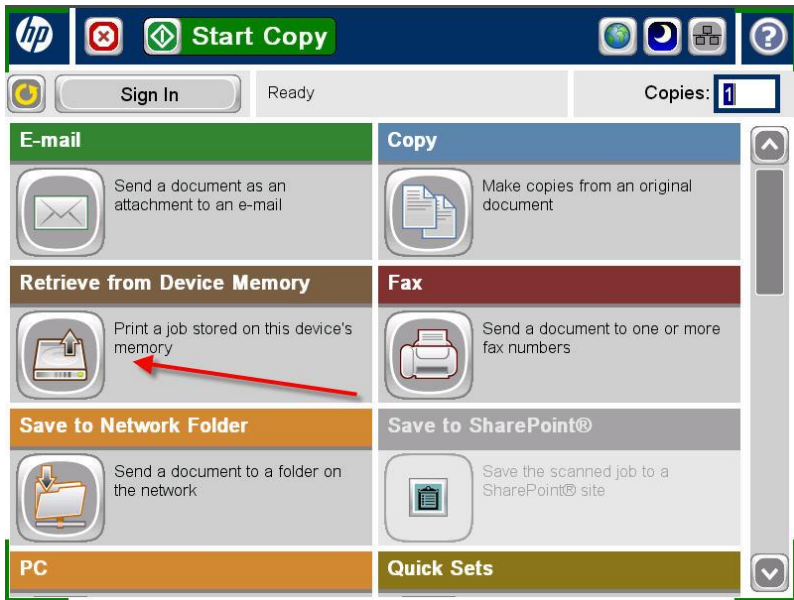 hp
Start Copy
?
Sign In
Ready
Copies: 1
E-mail
Send a document as an
attachment to an e-mail
Copy
Make copies from an original
document
Retrieve from Device Memory
Print a job stored on this device's
memory
Fax
Send a document to one or more
fax numbers
Save to Network Folder
Send a document to a folder on
the network
Save to SharePoint®
Save the scanned job to a
SharePoint® site
PC
Quick Sets